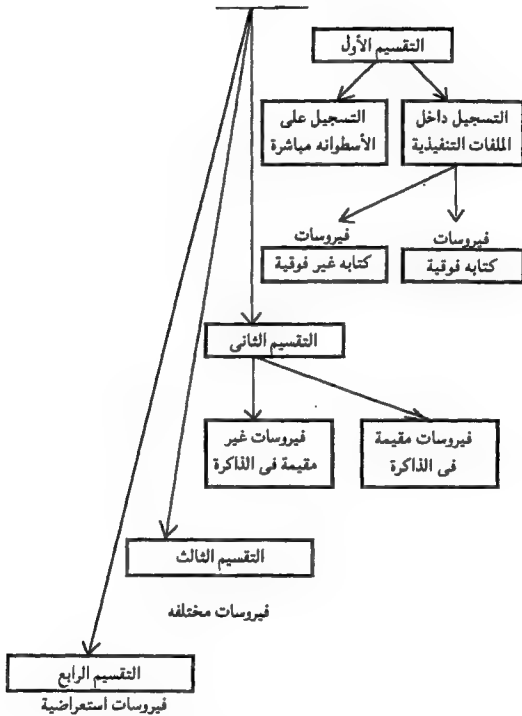 التقسيم الأول
التسجيل داخل
الملفات التنفيذية
التسجيل على
الأسطوانه مباشرة
فيروسات
كتابه فوقية
فيروسات
كتابه غير فوقية
التقسيم الثانى
فيروسات مقيمة
فى الذاكرة
فيروسات غير
مقيمة فى الذاكرة
التقسيم الثالث
فيروسات مختلفه
التقسيم الرابع
فيروسات استعراضية